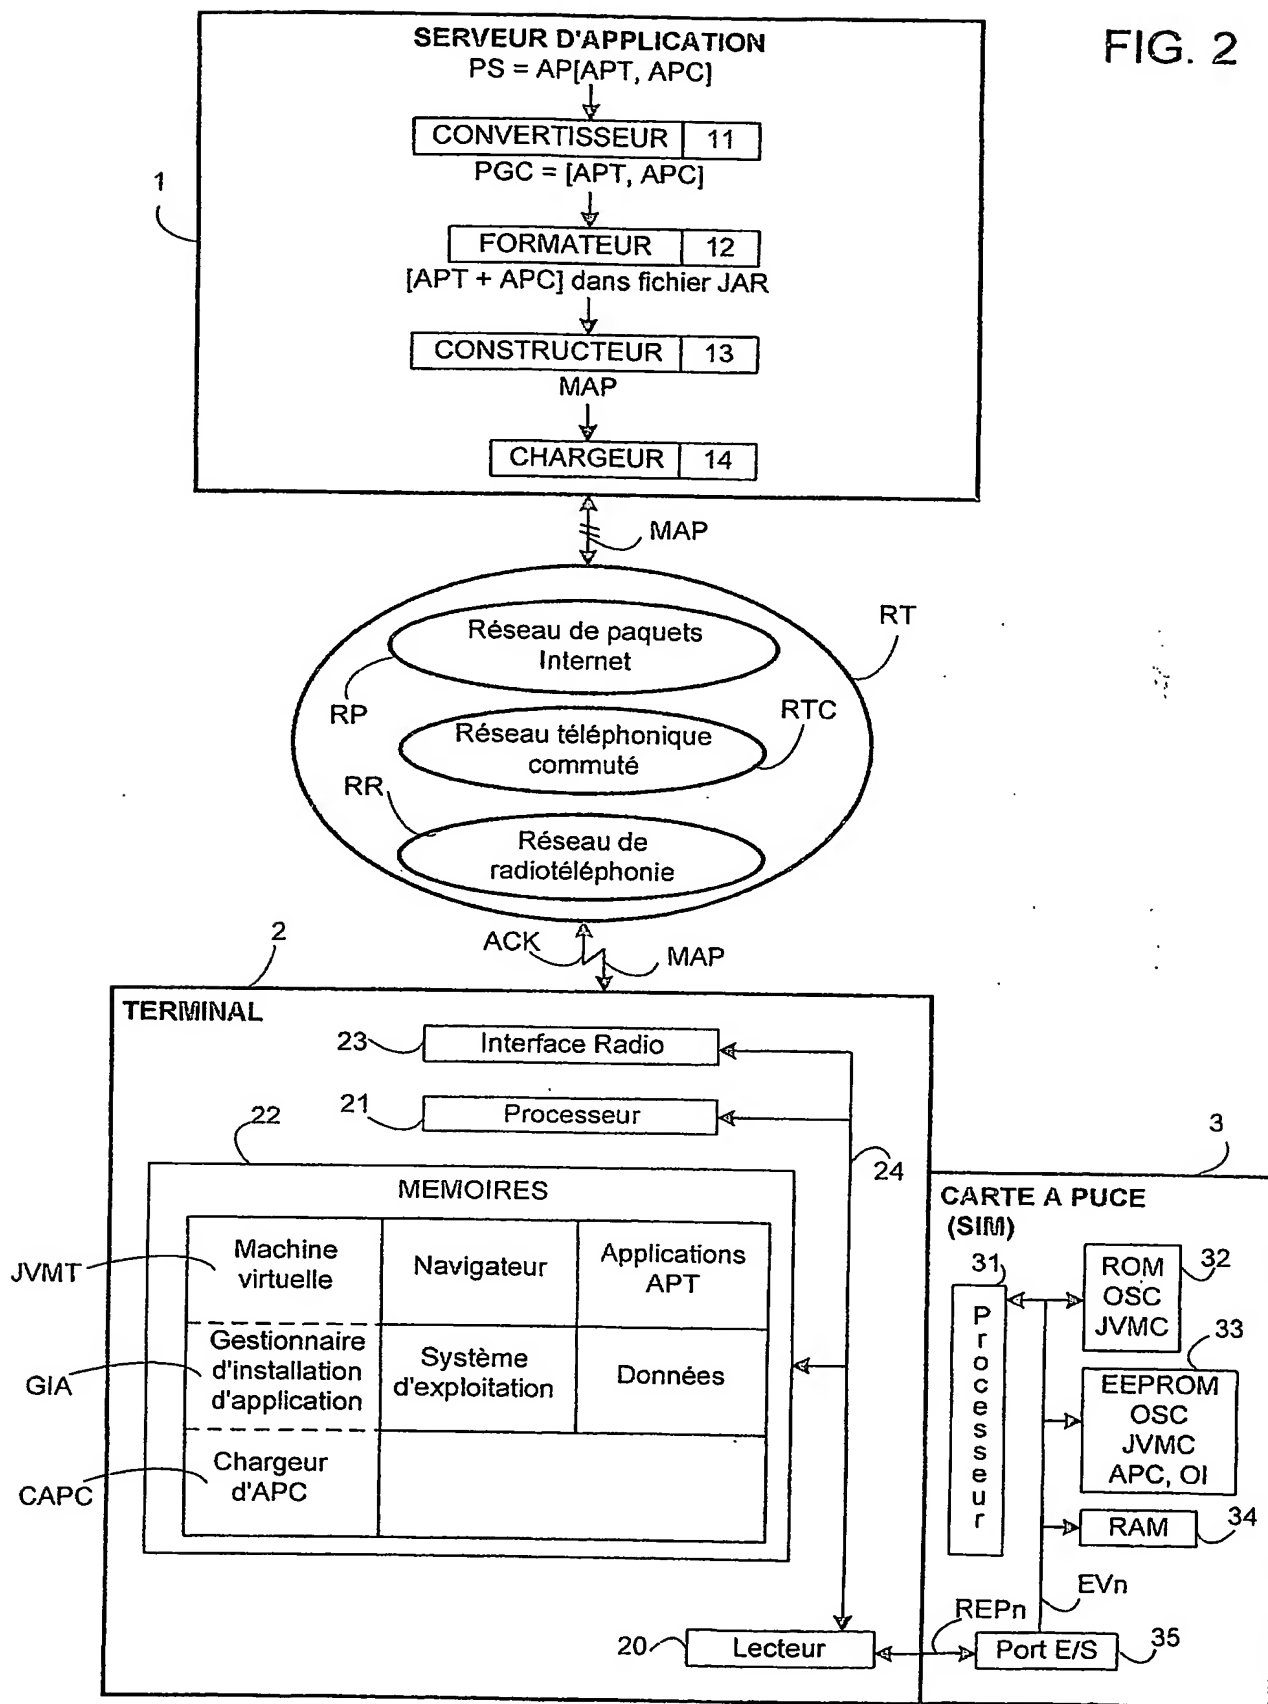 FIG. 2
SERVEUR D'APPLICATION
PS = AP[APT, APC]
CONVERTISSEUR 11
PGC = [APT, APC]
1
FORMATEUR 12
[APT + APC] dans fichier JAR
CONSTRUCTEUR 13
MAP
CHARGEUR 14
MAP
RT
Réseau de paquets
Internet
RP
RTC
Réseau téléphonique
commuté
RR
Réseau de
radiotéléphonie
2
ACK
MAP
TERMINAL
23
Interface Radio
21
Processeur
22
24
3
MEMOIRES
JVMT
Machine
virtuelle
Navigateur
Applications
APT
GIA
Gestionnaire
d'installation
d'application
Système
d'exploitation
Données
CAPC
Chargeur
d'APC
CARTE A PUCE
(SIM)
31
Processeur
ROM
OSC
JVMC
32
33
EEPROM
OSC
JVMC
APC, OI
RAM
34
EVn
REPn
20
Lecteur
Port E/S
35